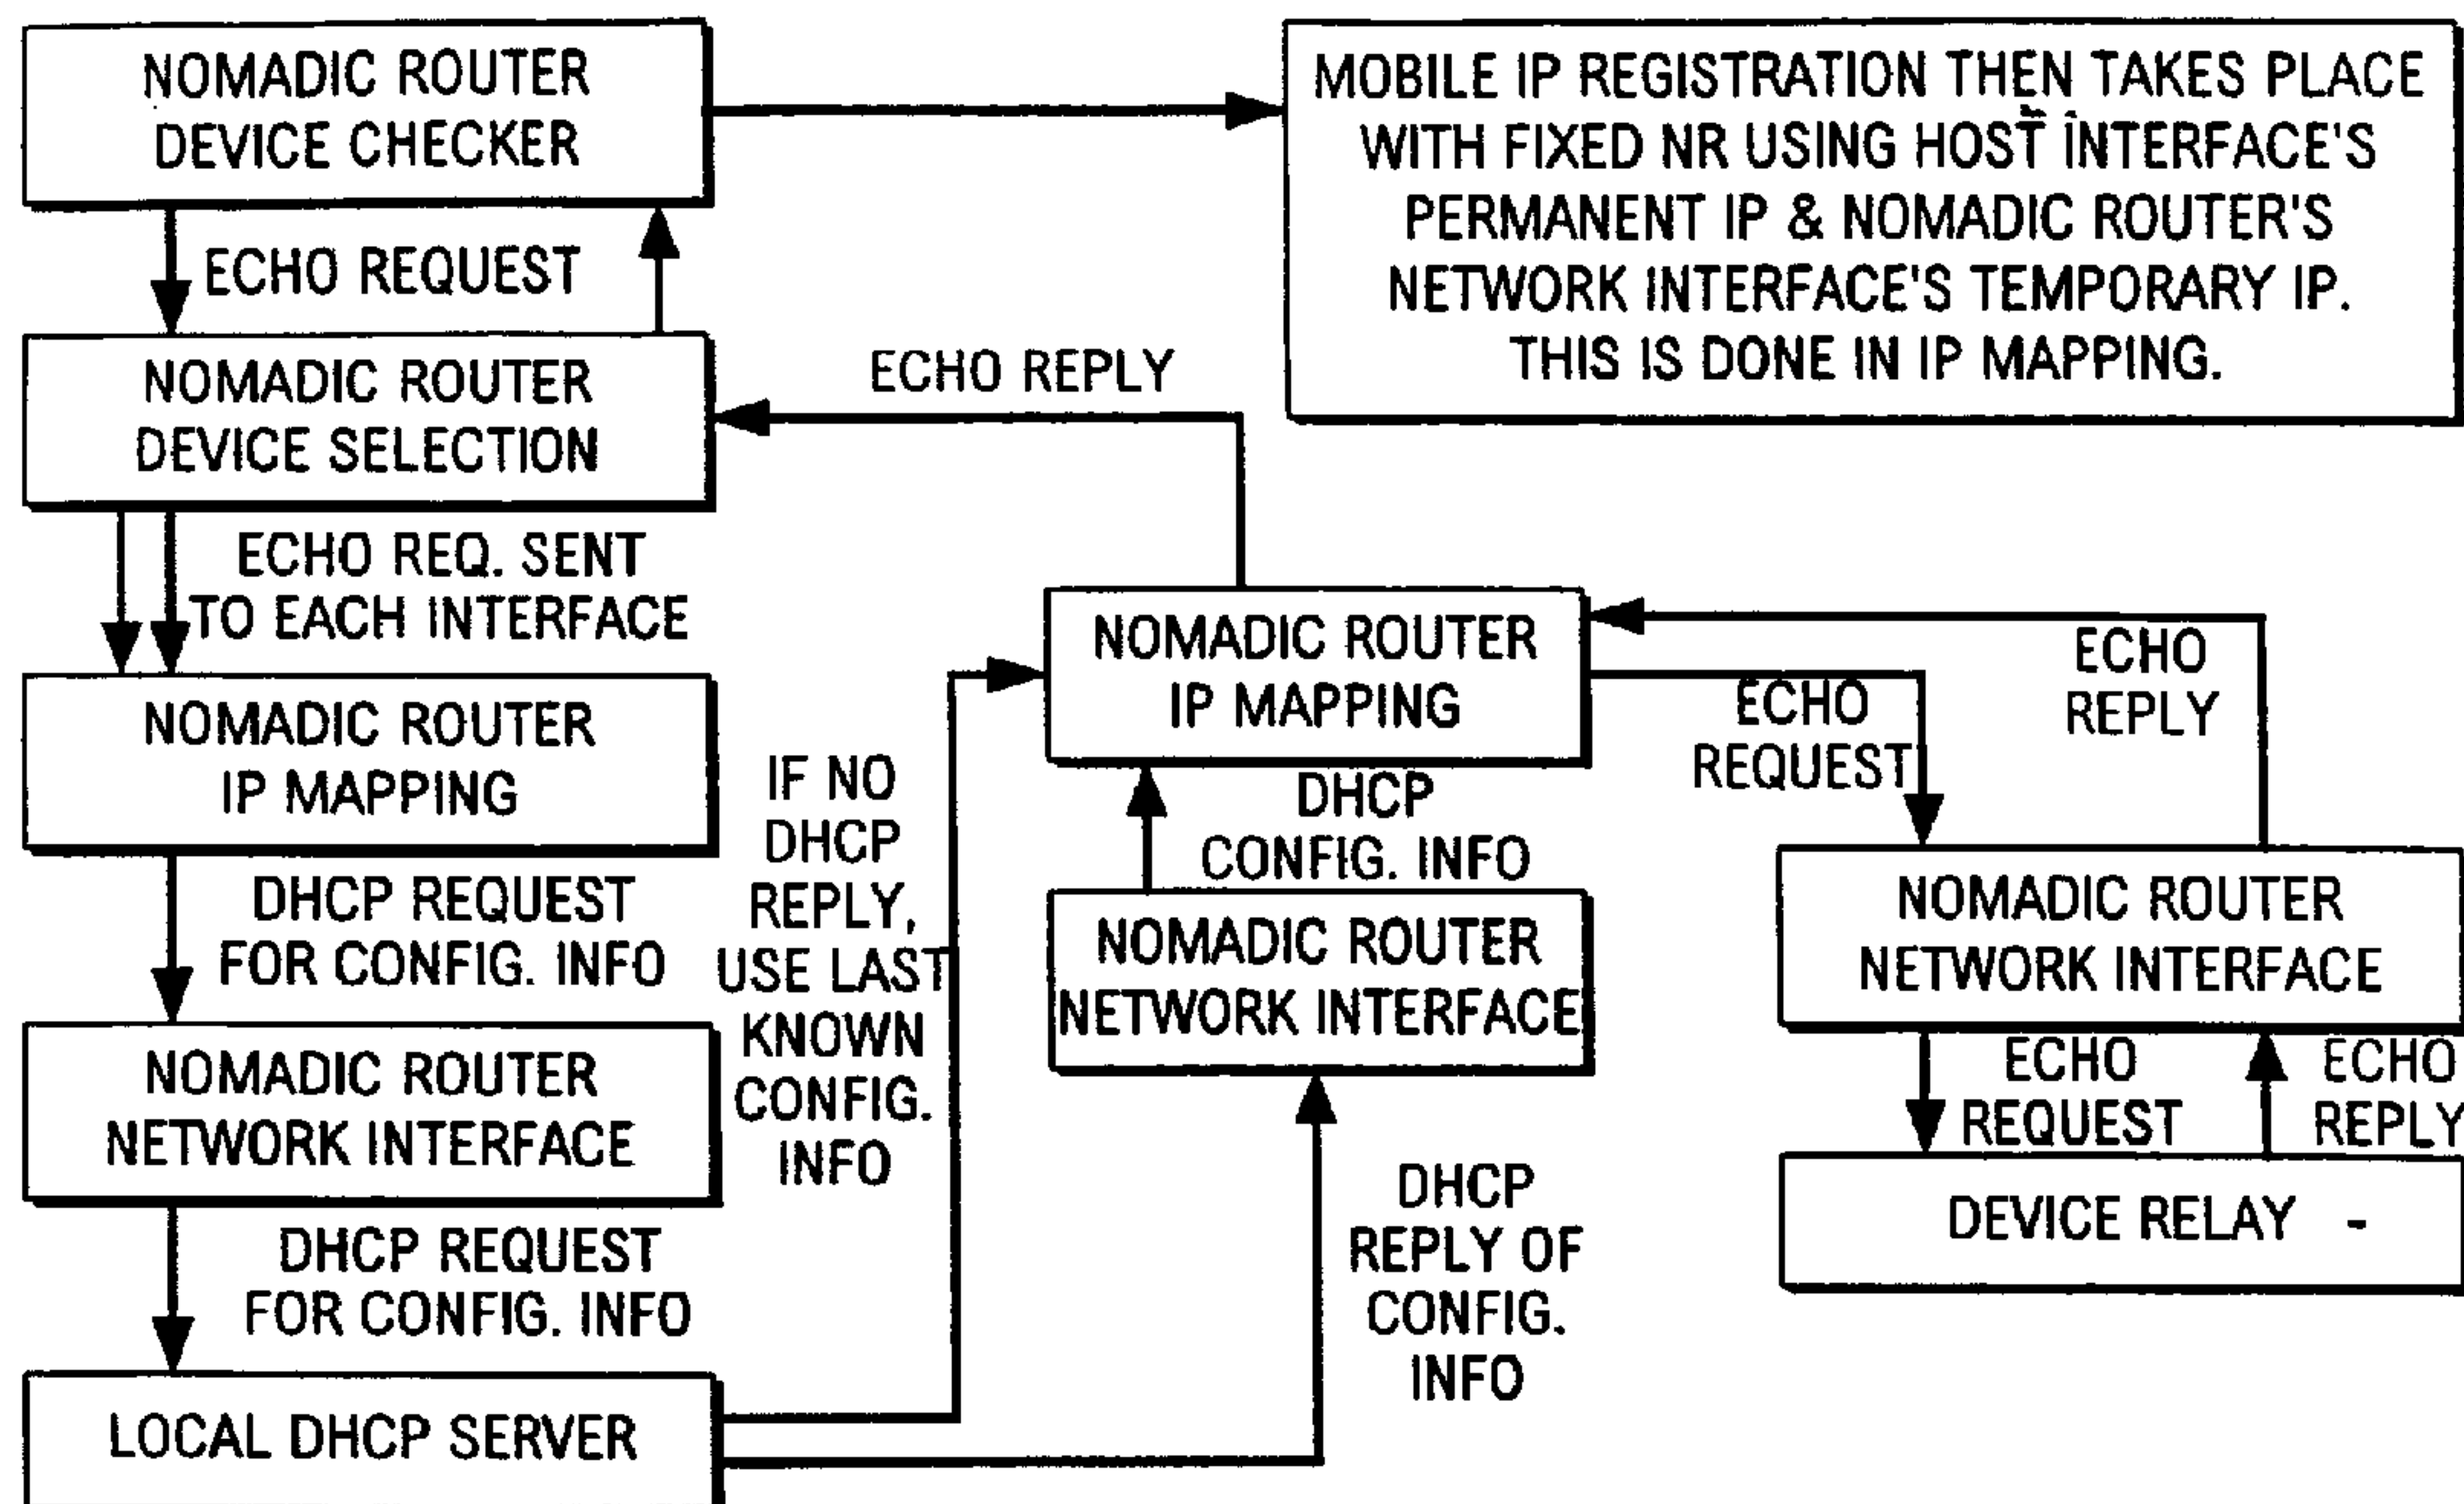 NOMADIC ROUTER
DEVICE CHECKER
MOBILE IP REGISTRATION THEN TAKES PLACE
WITH FIXED NR USING HOST INTERFACE'S
PERMANENT IP & NOMADIC ROUTER'S
NETWORK INTERFACE'S TEMPORARY IP.
THIS IS DONE IN IP MAPPING.
ECHO REQUEST
NOMADIC ROUTER
DEVICE SELECTION
ECHO REPLY
ECHO REQ. SENT
TO EACH INTERFACE
NOMADIC ROUTER
IP MAPPING
DHCP REQUEST
FOR CONFIG. INFO
NOMADIC ROUTER
NETWORK INTERFACE
DHCP REQUEST
FOR CONFIG. INFO
LOCAL DHCP SERVER
IF NO
DHCP
REPLY,
USE LAST
KNOWN
CONFIG.
INFO
NOMADIC ROUTER
IP MAPPING
DHCP
CONFIG. INFO
NOMADIC ROUTER
NETWORK INTERFACE
DHCP
REPLY OF
CONFIG.
INFO
ECHO
REQUEST
ECHO
REPLY
NOMADIC ROUTER
NETWORK INTERFACE
ECHO
REQUEST
ECHO
REPLY
DEVICE RELAY -